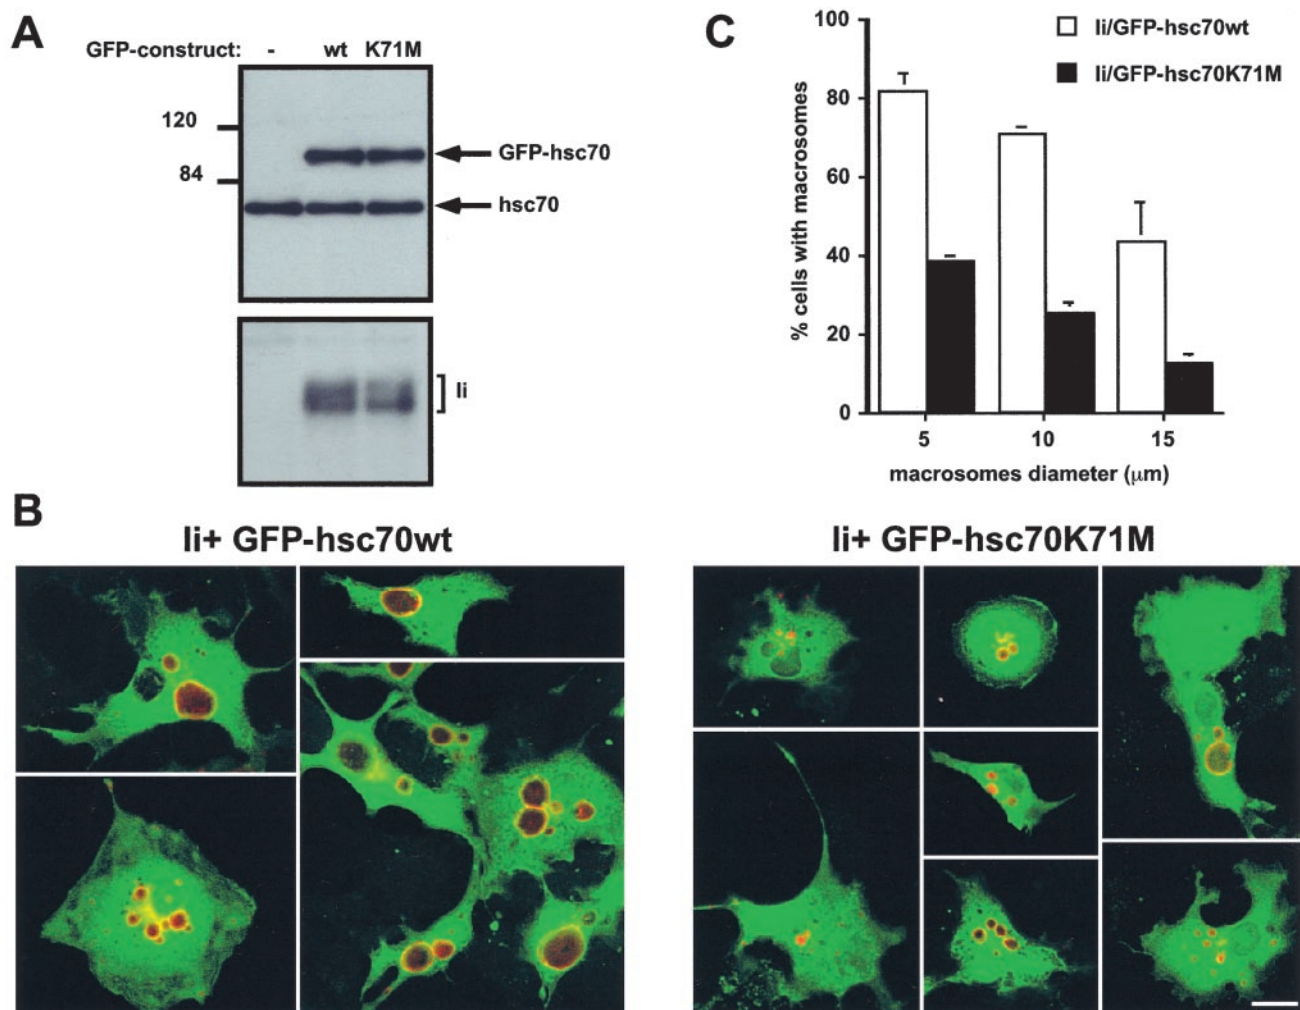 A
GFP-construct: - wt K71M
120
84
GFP-hsc70
hsc70
Ii
C
Ii/GFP-hsc70wt
Ii/GFP-hsc70K71M
100
80
60
40
20
0
% cells with macrosomes
5 10 15
macrosomes diameter (μm)
B
Ii+ GFP-hsc70wt
Ii+ GFP-hsc70K71M